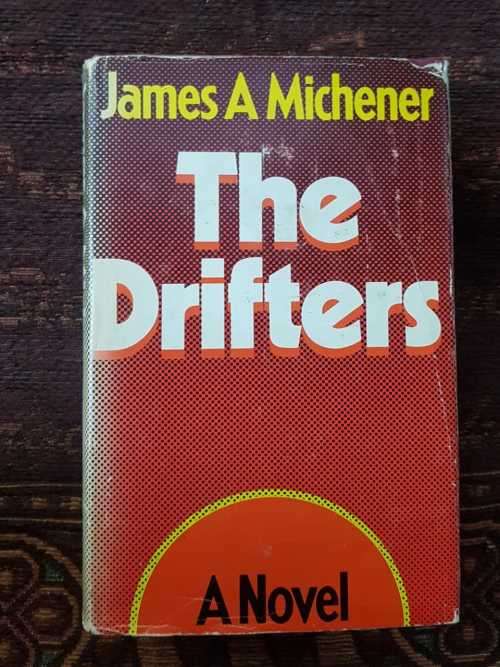 James A Michener
The
Drifters
A Novel